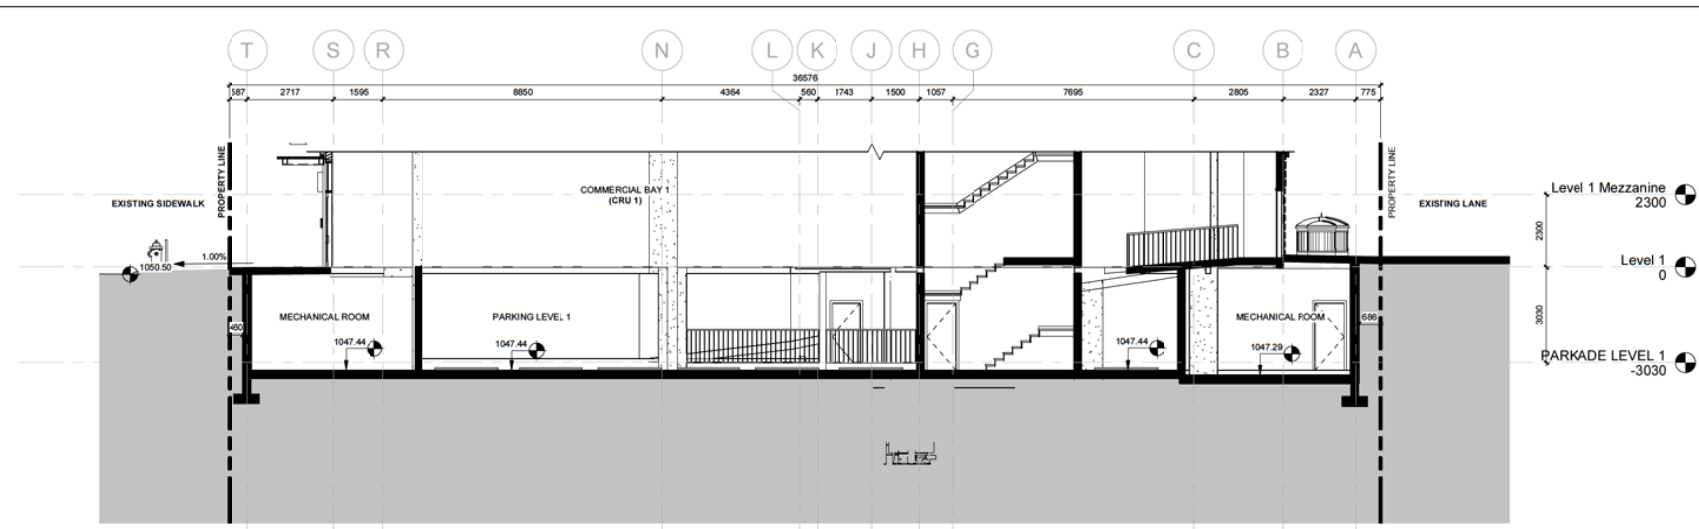 T S R N L K J H G C B A
36576
587 2717 1595 8850 4364 560 1743 1500 1057 7695 2805 2327 775
PROPERTY LINE
PROPERTY LINE
COMMERCIAL BAY 1
(CRU 1)
Level 1 Mezzanine
2300
EXISTING SIDEWALK
EXISTING LANE
2300
1.00%
1050.50
Level 1
0
MECHANICAL ROOM
PARKING LEVEL 1
MECHANICAL ROOM
460
686
3030
1047.44
1047.44
1047.44
1047.29
PARKADE LEVEL 1
-3030